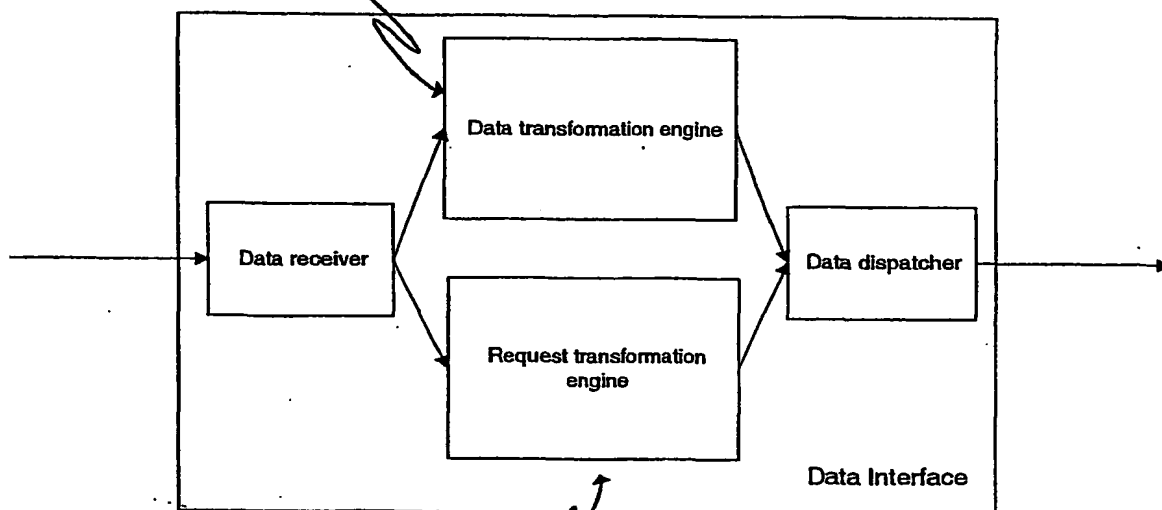 Data transformation engine
Data receiver
Data dispatcher
Request transformation
engine
Data Interface